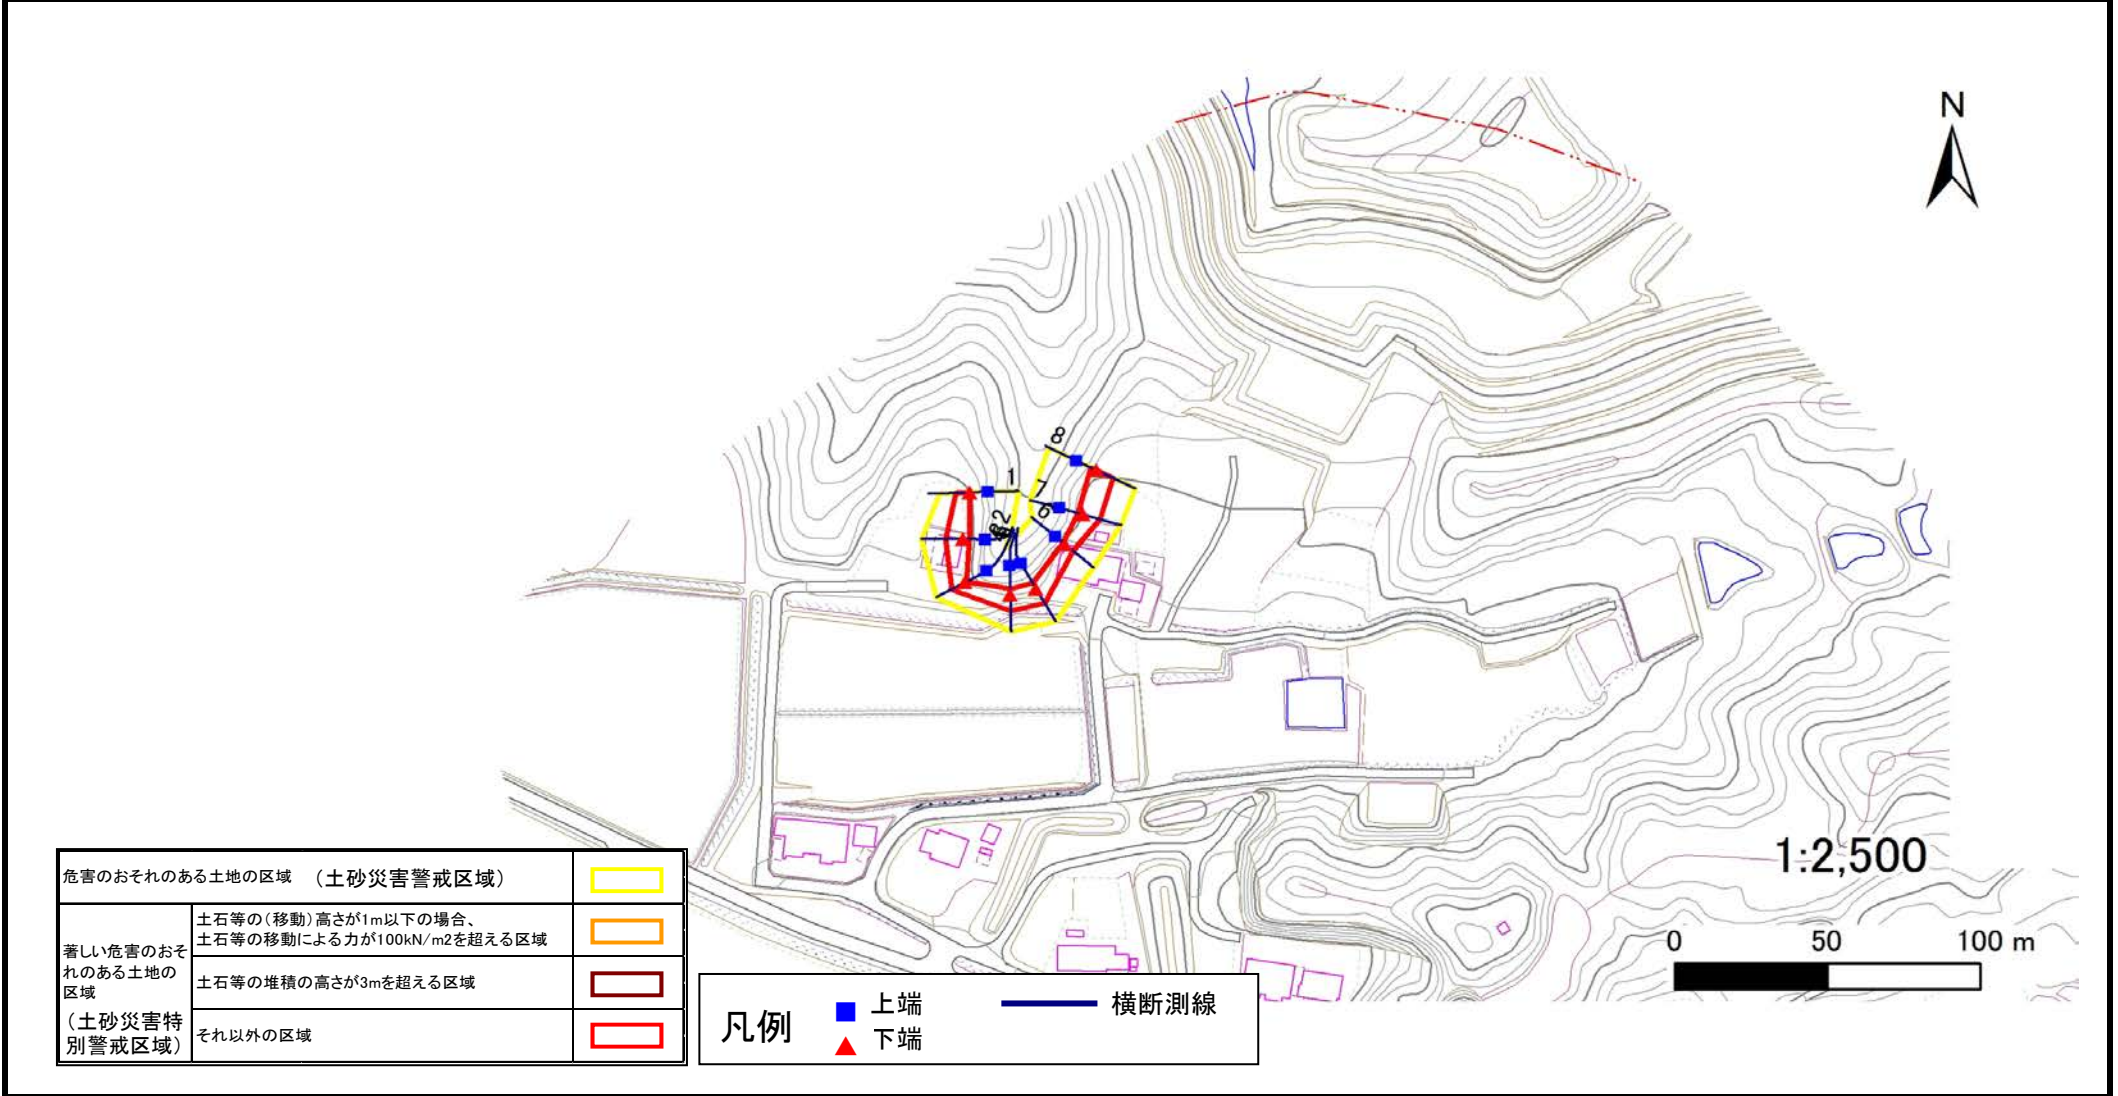 N
8
1
7
6
2
1:2,500
0 50 100 m
危害のおそれのある土地の区域 （土砂災害警戒区域）
著しい危害のおそ
れのある土地の
区域
（土砂災害特
別警戒区域）
土石等の（移動）高さが1m以下の場合、
土石等の移動による力が100kN/m2を超える区域
土石等の堆積の高さが3mを超える区域
それ以外の区域
凡例
上端
下端
横断測線